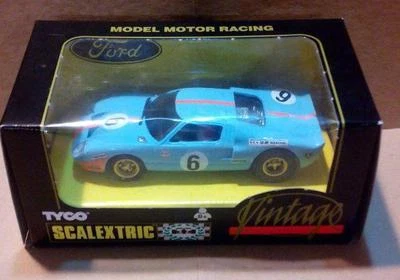 MODEL MOTOR RACING
Ford
6
6
TYCO
SCALEXTRIC
Vintage